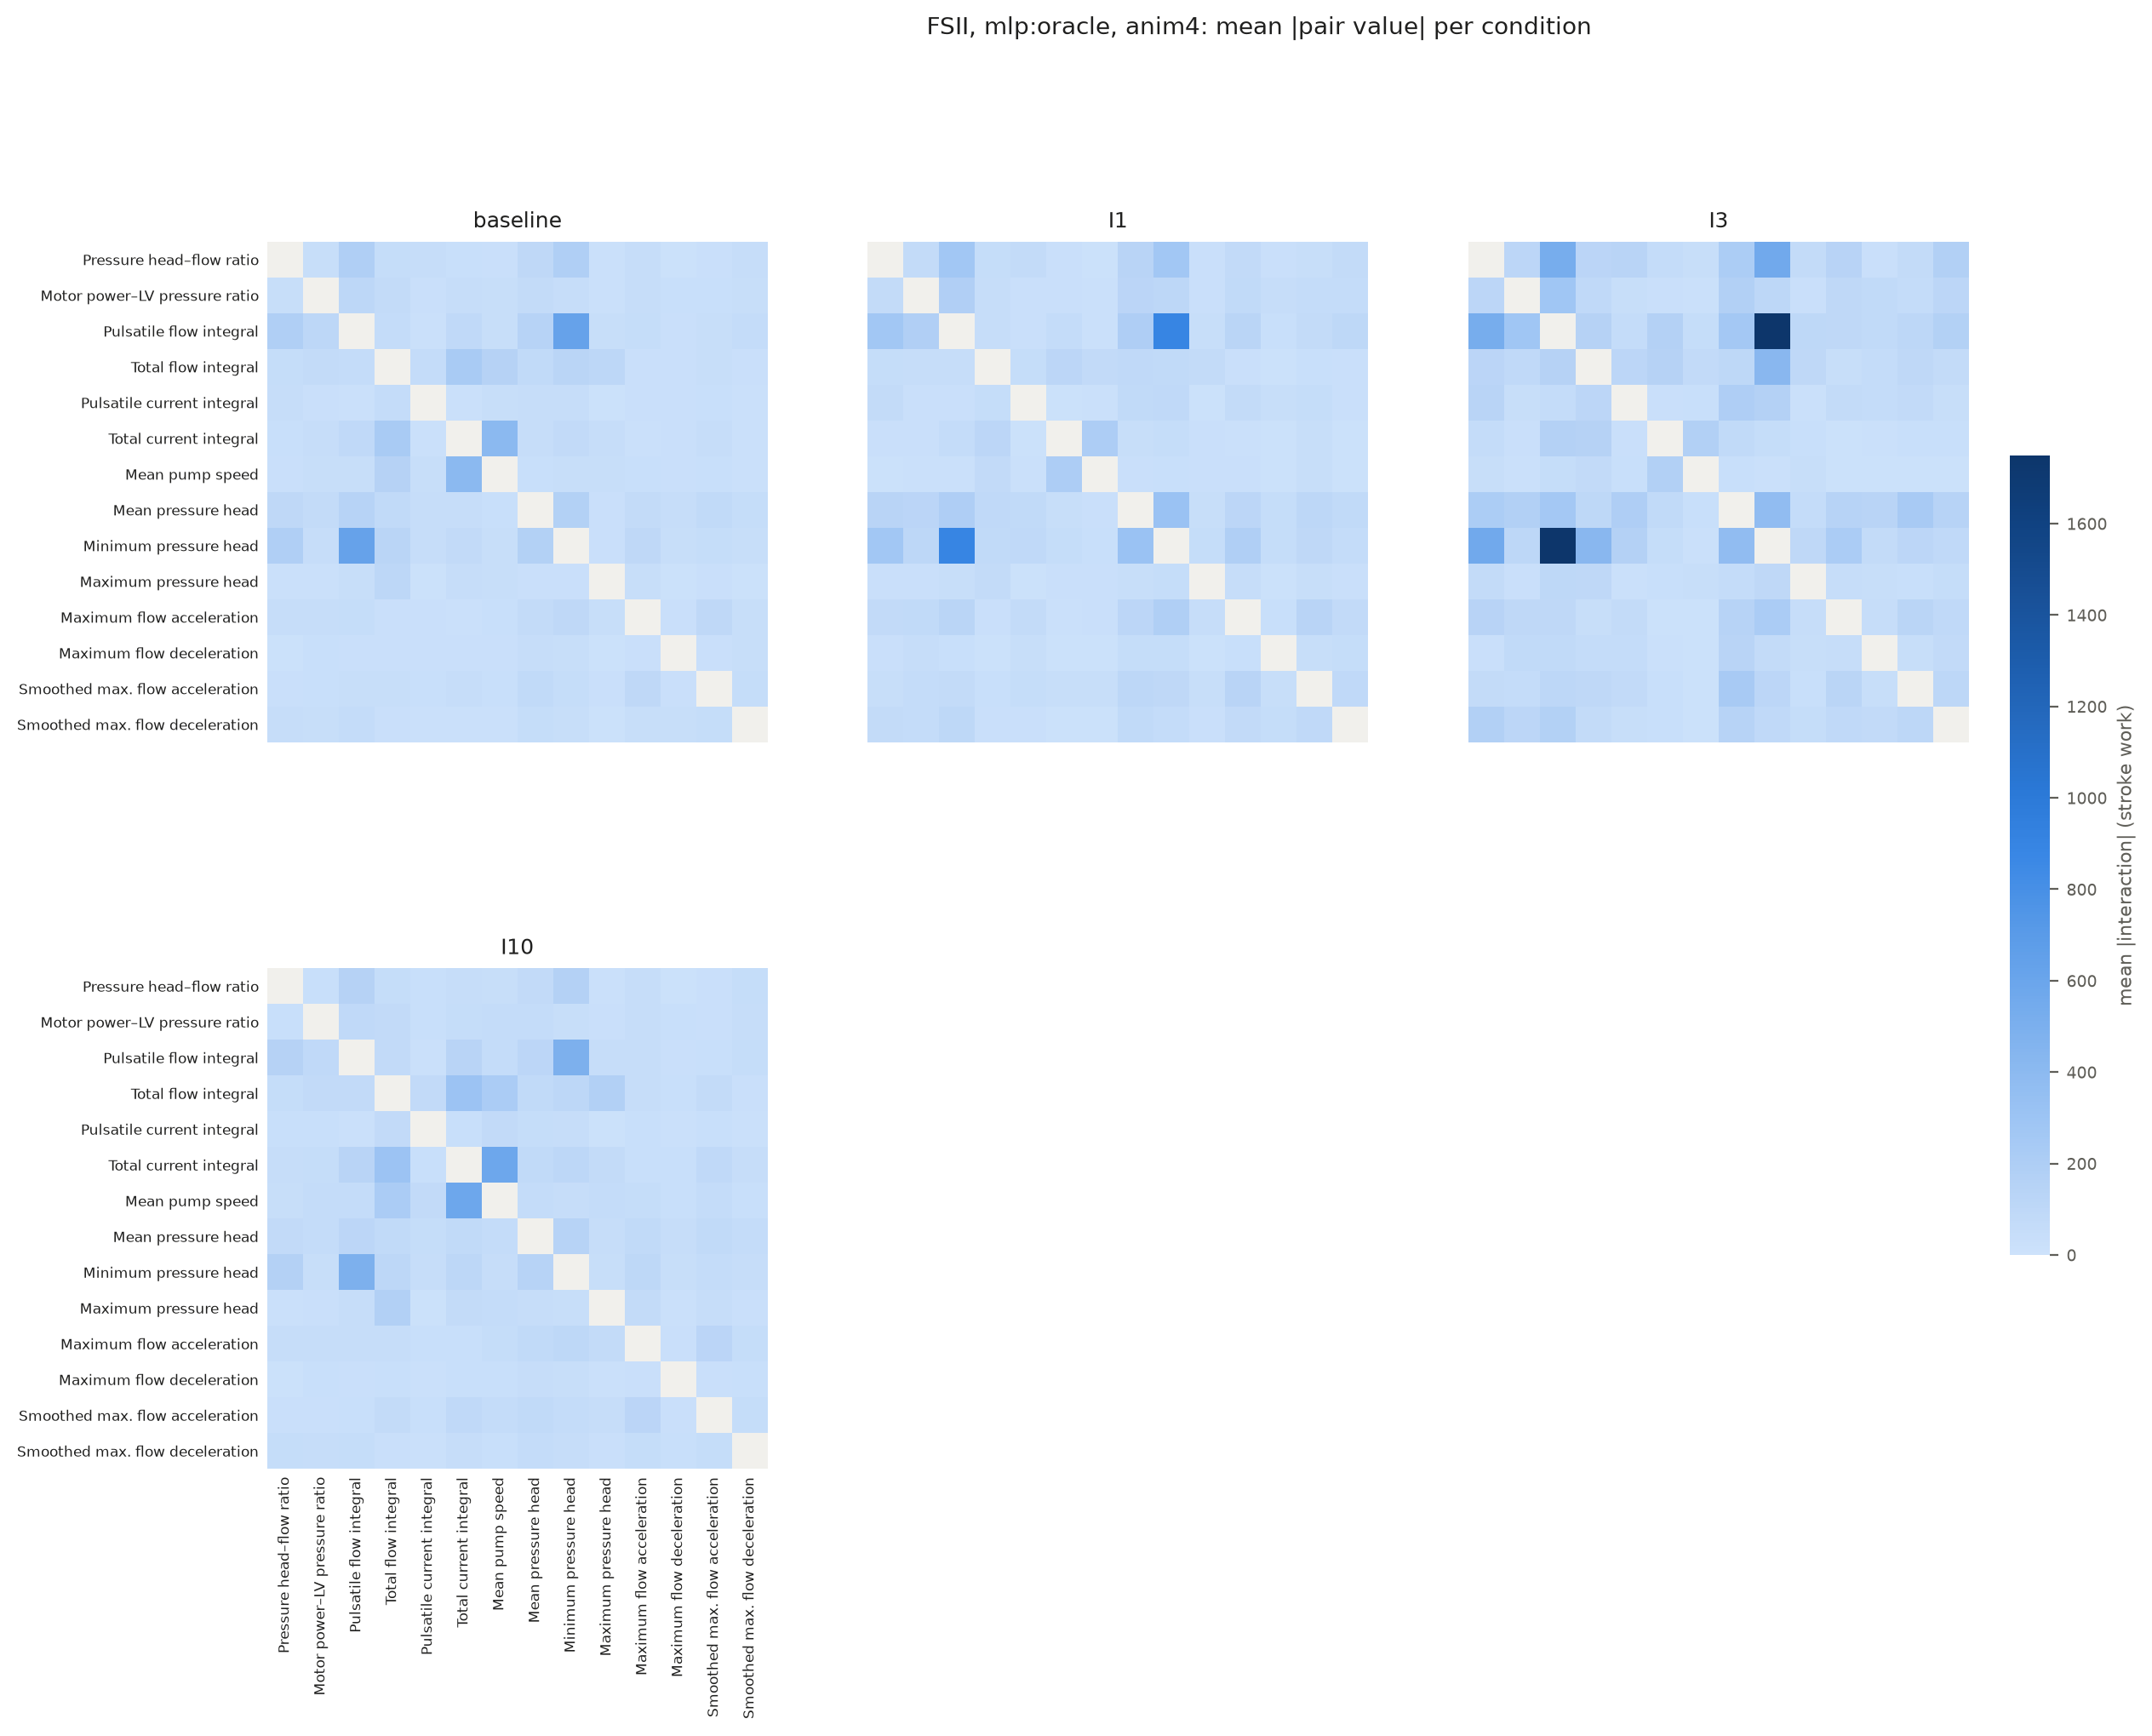 FSII, mlp:oracle, anim4: mean |pair value| per condition
baseline
I1
I3
Pressure head–flow ratio
Motor power–LV pressure ratio
Pulsatile flow integral
Total flow integral
Pulsatile current integral
Total current integral
Mean pump speed
Mean pressure head
Minimum pressure head
Maximum pressure head
Maximum flow acceleration
Maximum flow deceleration
Smoothed max. flow acceleration
Smoothed max. flow deceleration
1600
1400
1200
1000
800
600
400
200
0
mean |interaction| (stroke work)
I10
Pressure head–flow ratio
Motor power–LV pressure ratio
Pulsatile flow integral
Total flow integral
Pulsatile current integral
Total current integral
Mean pump speed
Mean pressure head
Minimum pressure head
Maximum pressure head
Maximum flow acceleration
Maximum flow deceleration
Smoothed max. flow acceleration
Smoothed max. flow deceleration
Pressure head–flow ratio
Motor power–LV pressure ratio
Pulsatile flow integral
Total flow integral
Pulsatile current integral
Total current integral
Mean pump speed
Mean pressure head
Minimum pressure head
Maximum pressure head
Maximum flow acceleration
Maximum flow deceleration
Smoothed max. flow acceleration
Smoothed max. flow deceleration